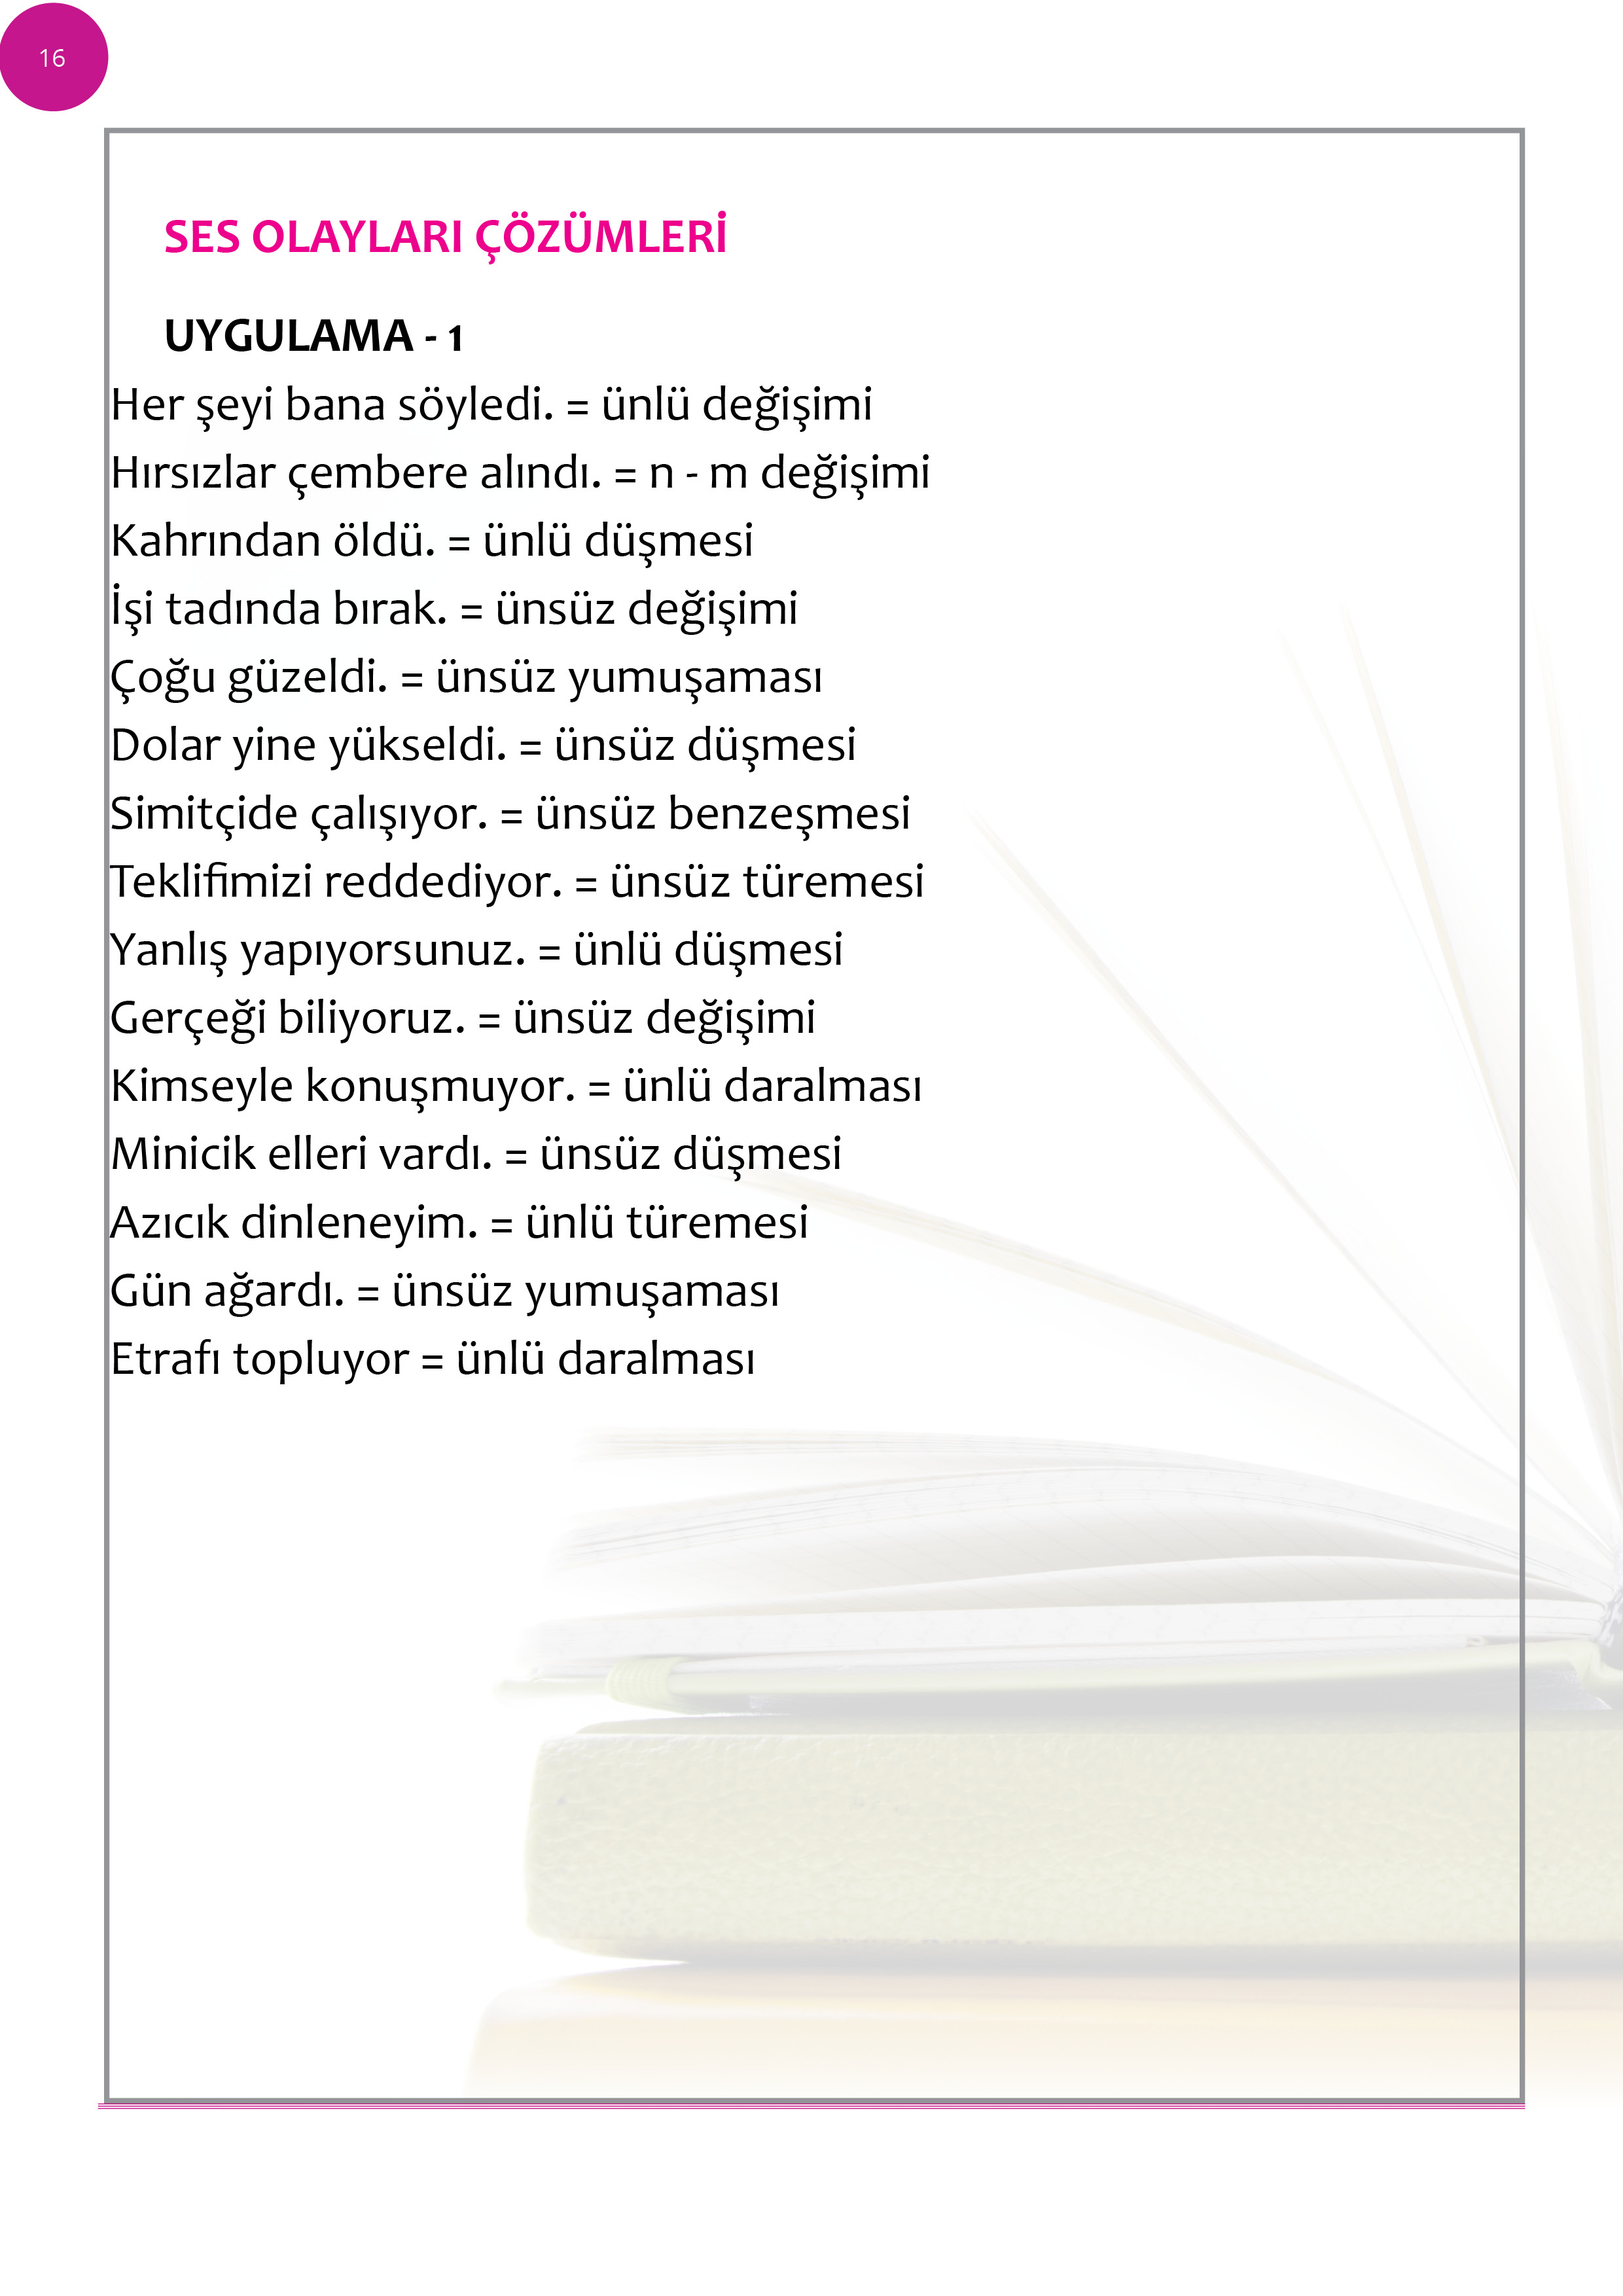 16
SES OLAYLARI ÇÖZÜMLERİ
UYGULAMA - 1
Her şeyi bana söyledi. = ünlü değişimi
Hırsızlar çembere alındı. = n - m değişimi
Kahrından öldü. = ünlü düşmesi
İşi tadında bırak. = ünsüz değişimi
Çoğu güzeldi. = ünsüz yumuşaması
Dolar yine yükseldi. = ünsüz düşmesi
Simitçide çalışıyor. = ünsüz benzeşmesi
Teklifimizi reddediyor. = ünsüz türemesi
Yanlış yapıyorsunuz. = ünlü düşmesi
Gerçeği biliyoruz. = ünsüz değişimi
Kimseyle konuşmuyor. = ünlü daralması
Minicik elleri vardı. = ünsüz düşmesi
Azıcık dinleneyim. = ünlü türemesi
Gün ağardı. = ünsüz yumuşaması
Etrafı topluyor = ünlü daralması